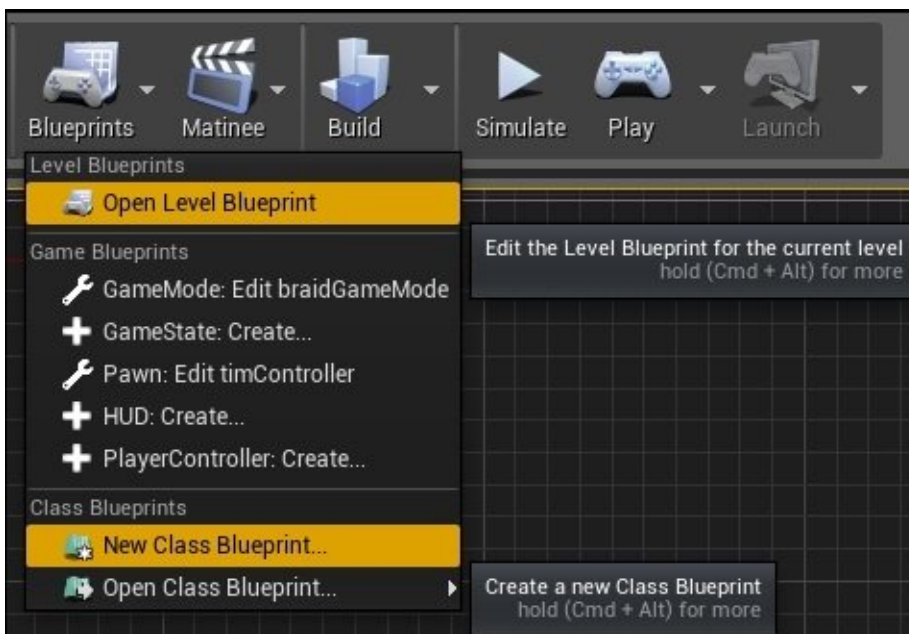 Blueprints Matinee Build Simulate Play Launch
Level Blueprints
Open Level Blueprint
Edit the Level Blueprint for the current level
hold (Cmd + Alt) for more
Game Blueprints
GameMode: Edit braidGameMode
GameState: Create...
Pawn: Edit timController
HUD: Create...
PlayerController: Create...
Class Blueprints
New Class Blueprint...
Open Class Blueprint...
Create a new Class Blueprint
hold (Cmd + Alt) for more